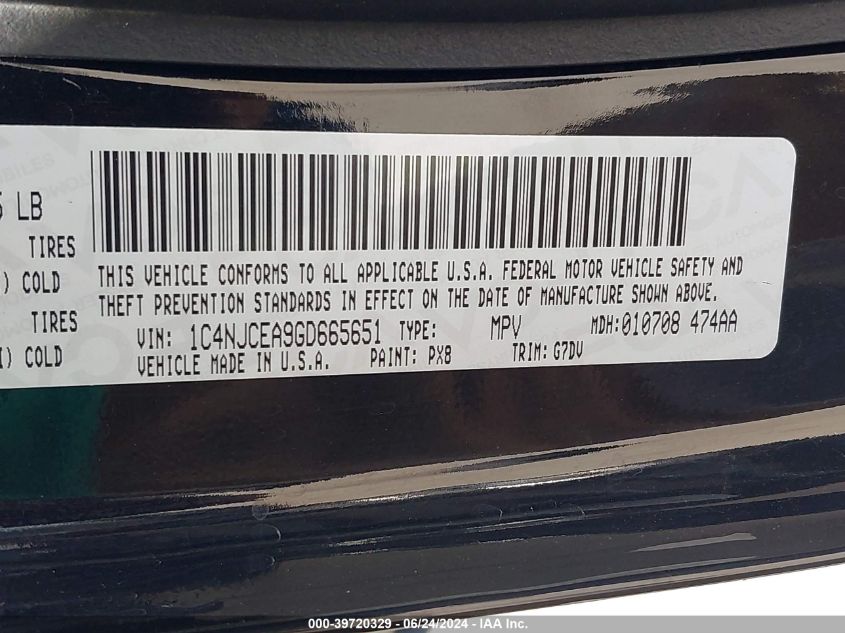 5 LB
TIRES
) COLD
TIRES
I) COLD
THIS VEHICLE CONFORMS TO ALL APPLICABLE U.S.A. FEDERAL MOTOR VEHICLE SAFETY AND
THEFT PREVENTION STANDARDS IN EFFECT ON THE DATE OF MANUFACTURE SHOWN ABOVE.
VIN: 1C4NJCEA9GD665651 TYPE: MPV MDH:010708 474AA
VEHICLE MADE IN U.S.A. PAINT: PX8 TRIM: G7DV
000-39720329 - 06/24/2024 - IAA Inc.